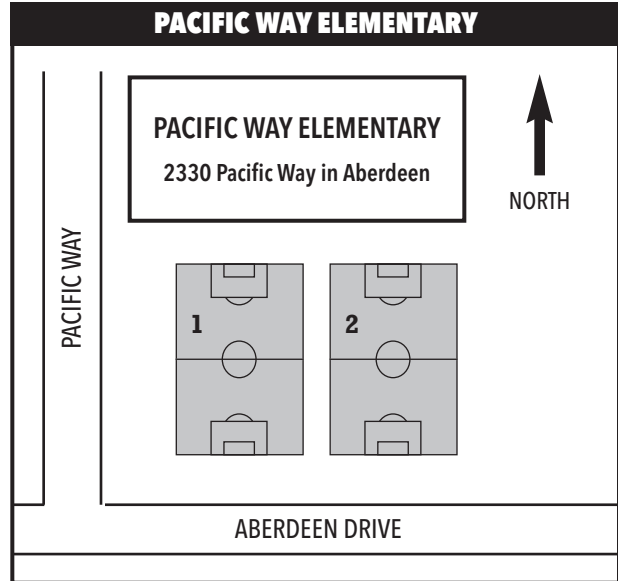 PACIFIC WAY ELEMENTARY
PACIFIC WAY ELEMENTARY
2330 Pacific Way in Aberdeen
NORTH
PACIFIC WAY
1
2
ABERDEEN DRIVE